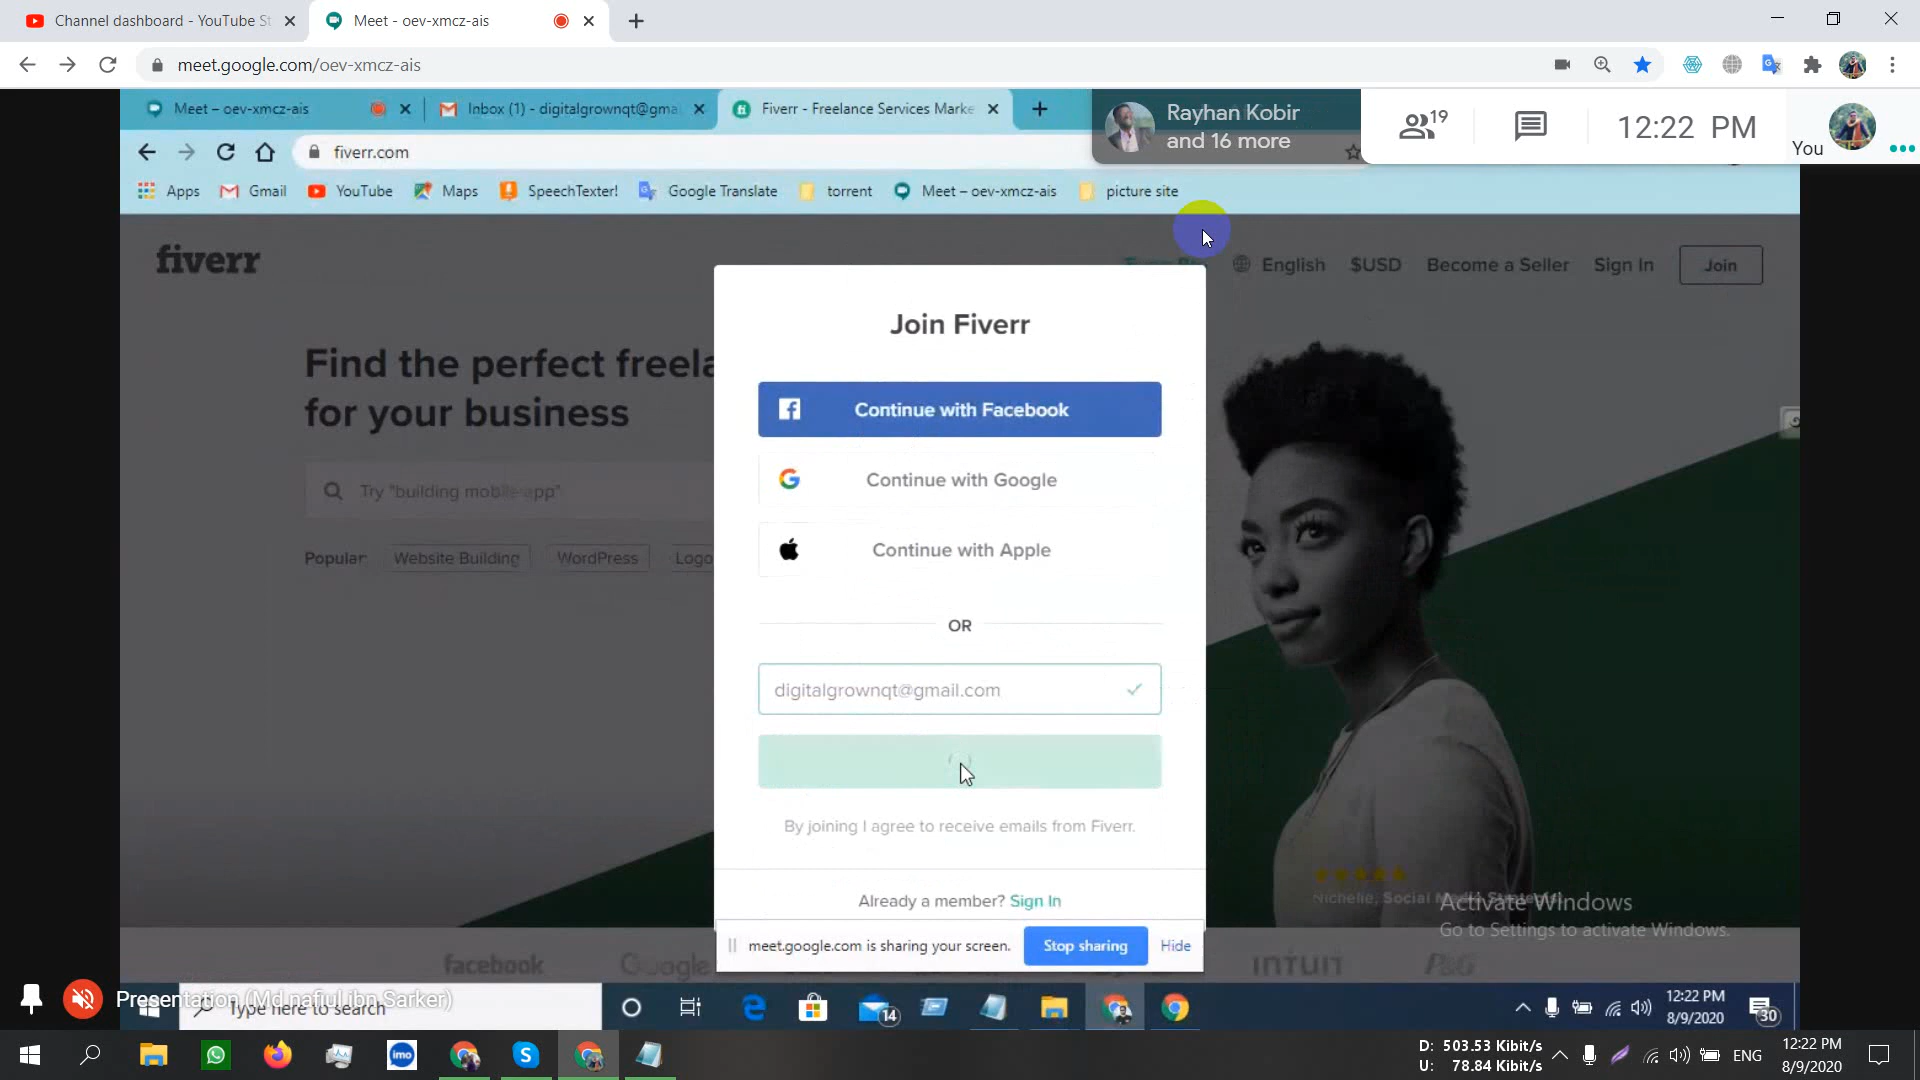 Channel dashboard - YouTube St
Meet - oev-xmcz-ais
meet.google.com/oev-xmcz-ais
Meet – oev-xmcz-ais
Inbox (1) - digitalgrownqt@gma
Fiverr - Freelance Services Marke
Rayhan Kobir
and 16 more
19
12:22 PM
You
fiverr.com
Apps
Gmail
YouTube
Maps
SpeechTexter!
Google Translate
torrent
Meet – oev-xmcz-ais
picture site
fiverr
English
$USD
Become a Seller
Sign In
Join
Find the perfect freela
for your business
Try "building mobile app"
Popular:
Website Building
WordPress
Logo
Join Fiverr
Continue with Facebook
Continue with Google
Continue with Apple
OR
digitalgrownqt@gmail.com
By joining I agree to receive emails from Fiverr.
Already a member? Sign In
meet.google.com is sharing your screen.
Stop sharing
Hide
Activate Windows
Go to Settings to activate Windows.
facebook
Google
intuit
P&G
Presentation (Md.nafiul ibn Sarker)
Type here to search
14
12:22 PM
8/9/2020
30
imo
D: 503.53 Kibit/s
U: 78.84 Kibit/s
ENG
12:22 PM
8/9/2020